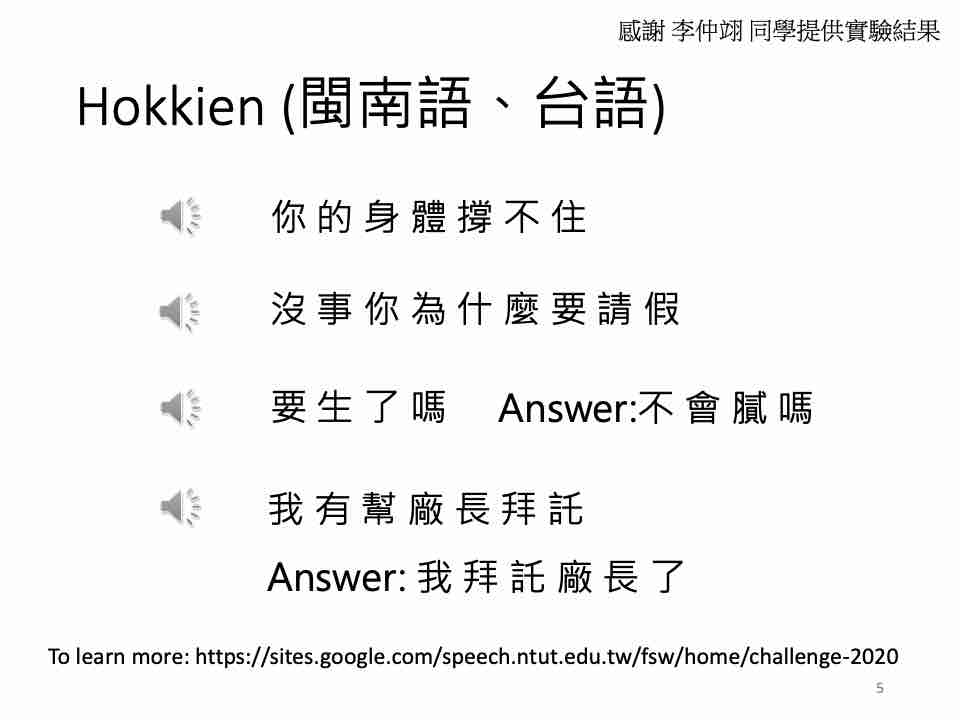 感謝 李仲翊 同學提供實驗結果
Hokkien (閩南語、台語)
你的身體撐不住
沒事你為什麼要請假
要生了嗎 Answer:不會膩嗎
我有幫廠長拜託
Answer: 我拜託廠長了
To learn more: https://sites.google.com/speech.ntut.edu.tw/fsw/home/challenge-2020
5